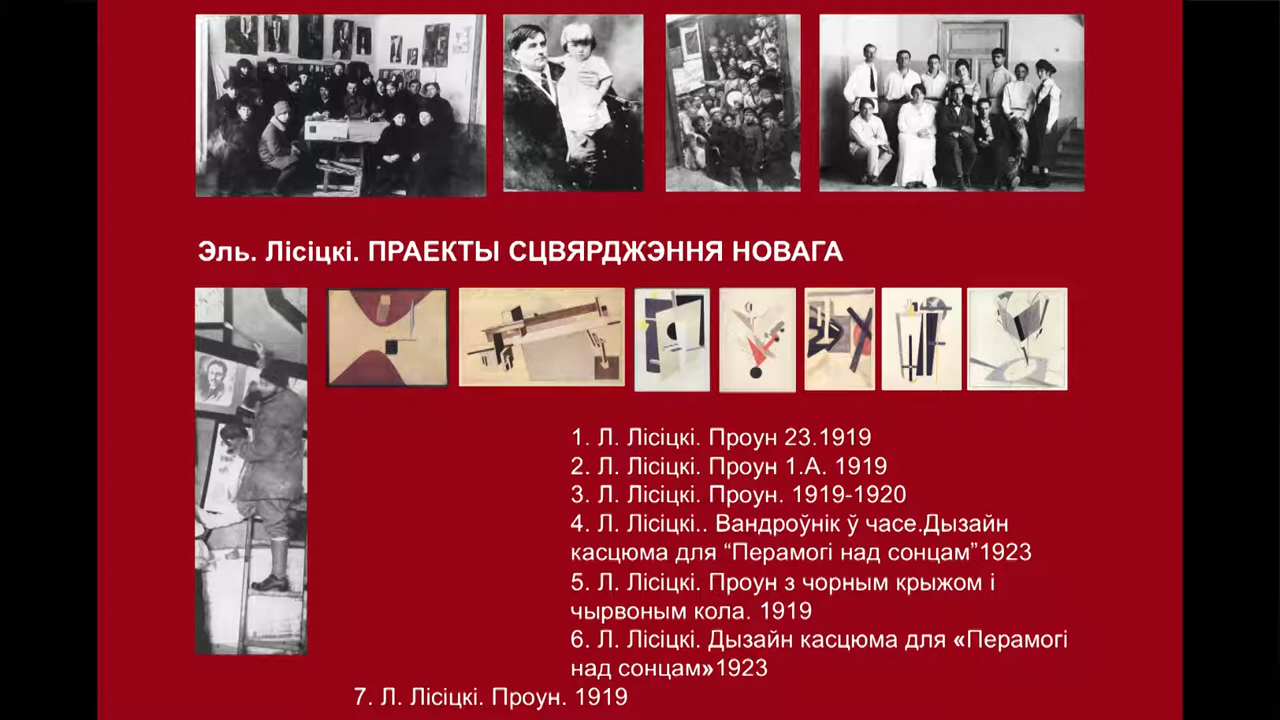 Эль. Лісіцкі. ПРАЕКТЫ СЦВЯРДЖЭННЯ НОВАГА
1. Л. Лісіцкі. Проун 23.1919
2. Л. Лісіцкі. Проун 1.А. 1919
3. Л. Лісіцкі. Проун. 1919-1920
4. Л. Лісіцкі.. Вандроўнік ў часе.Дызайн
касцюма для “Перамогі над сонцам”1923
5. Л. Лісіцкі. Проун з чорным крыжом і
чырвоным кола. 1919
6. Л. Лісіцкі. Дызайн касцюма для «Перамогі
над сонцам»1923
7. Л. Лісіцкі. Проун. 1919